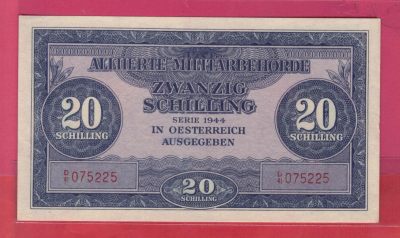 ALLIIERTE MILITÄRBEHÖRDE
ZWANZIG
SCHILLING
20
SCHILLING
SERIE 1944
20
SCHILLING
IN OESTERREICH
AUSGEGEBEN
075225
075225
20
SCHILLING